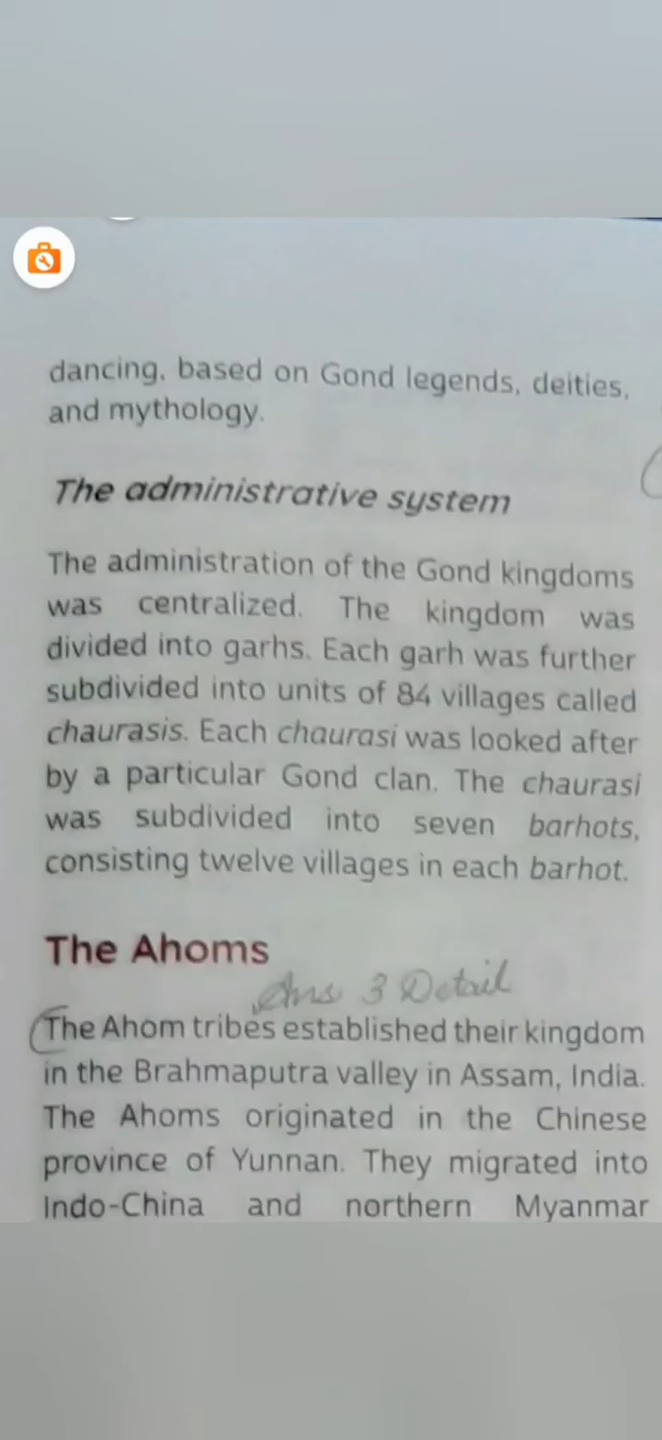 dancing, based on Gond legends, deities,
and mythology.
The administrative system
The administration of the Gond kingdoms
was centralized. The kingdom was
divided into garhs. Each garh was further
subdivided into units of 84 villages called
chaurasis. Each chaurasi was looked after
by a particular Gond clan. The chaurasi
was subdivided into seven barhots,
consisting twelve villages in each barhot.
The Ahoms
Ans 3 Detail
The Ahom tribes established their kingdom
in the Brahmaputra valley in Assam, India.
The Ahoms originated in the Chinese
province of Yunnan. They migrated into
Indo-China and northern Myanmar